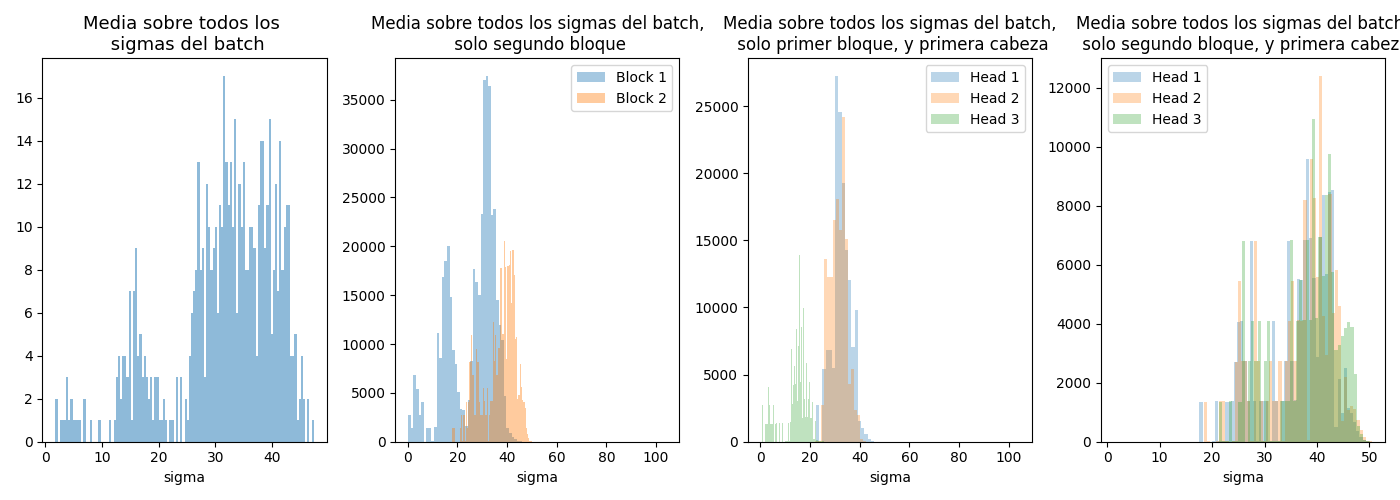 Media sobre todos los
sigmas del batch
16
14
12
10
8
6
4
2
0
0 10 20 30 40
sigma
Media sobre todos los sigmas del batch,
solo segundo bloque
Block 1
Block 2
35000
30000
25000
20000
15000
10000
5000
0
0 20 40 60 80 100
sigma
Media sobre todos los sigmas del batch,
solo primer bloque, y primera cabeza
Head 1
Head 2
Head 3
25000
20000
15000
10000
5000
0
0 20 40 60 80 100
sigma
Media sobre todos los sigmas del batch
solo segundo bloque, y primera cabez
Head 1
Head 2
Head 3
12000
10000
8000
6000
4000
2000
0
0 10 20 30 40 50
sigma